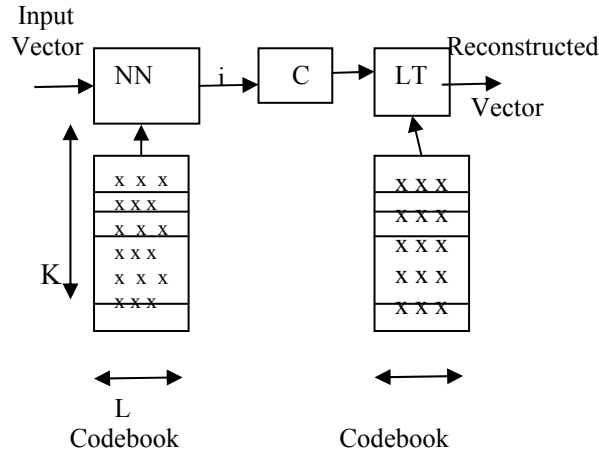 Input
Vector
NN
i
C
LT
Reconstructed
Vector
x x x
x x x
x x x
x x x
x x x
x x x
K
L
Codebook
x x x
x x x
x x x
x x x
x x x
Codebook